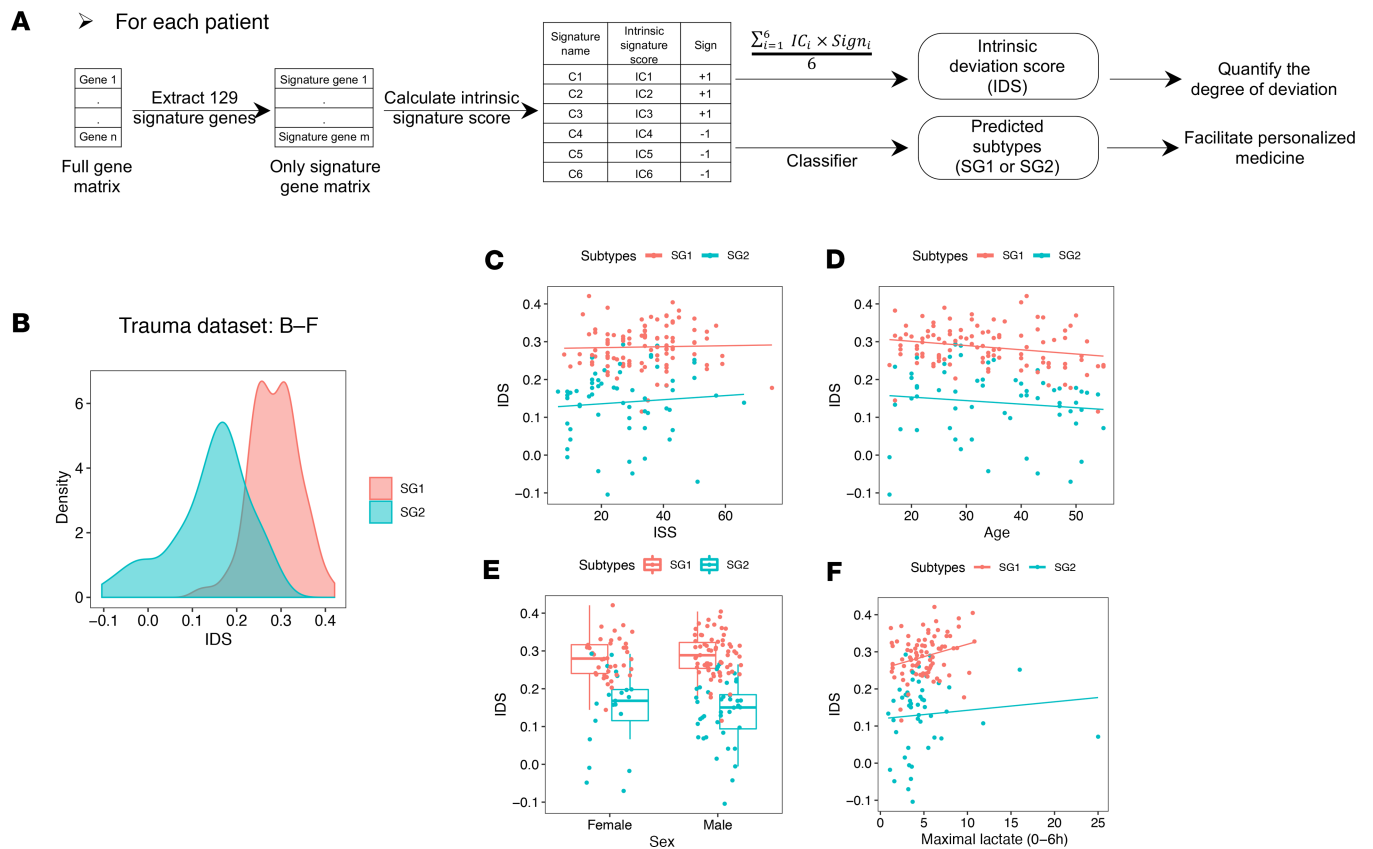 A
➢ For each patient
Gene 1
.
.
Gene n
Full gene
matrix
Extract 129
signature genes
Signature gene 1
.
.
Signature gene m
Only signature
gene matrix
Calculate intrinsic
signature score
Signature name Intrinsic signature score Sign
C1 IC1 +1
C2 IC2 +1
C3 IC3 +1
C4 IC4 -1
C5 IC5 -1
C6 IC6 -1
∑⁶ᵢ₌₁ ICᵢ × Signᵢ
6
Classifier
Intrinsic
deviation score
(IDS)
Predicted
subtypes
(SG1 or SG2)
Quantify the
degree of deviation
Facilitate personalized
medicine
B
Trauma dataset: B–F
Density
6
4
2
0
−0.1 0.0 0.1 0.2 0.3 0.4
IDS
SG1
SG2
C
Subtypes SG1 SG2
IDS
0.4
0.3
0.2
0.1
0.0
−0.1
20 40 60
ISS
D
Subtypes SG1 SG2
IDS
0.4
0.3
0.2
0.1
0.0
−0.1
20 30 40 50
Age
E
Subtypes SG1 SG2
IDS
0.4
0.3
0.2
0.1
0.0
−0.1
Female Male
Sex
F
Subtypes SG1 SG2
IDS
0.4
0.3
0.2
0.1
0.0
−0.1
0 5 10 15 20 25
Maximal lactate (0−6h)